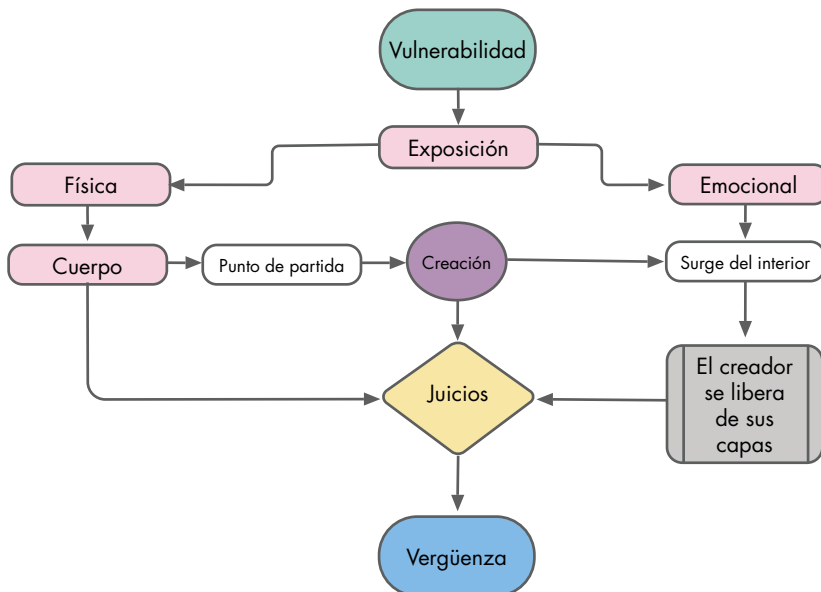 Vulnerabilidad
Exposición
Física
Emocional
Cuerpo
Punto de partida
Creación
Surge del interior
Juicios
El creador
se libera
de sus
capas
Vergüenza